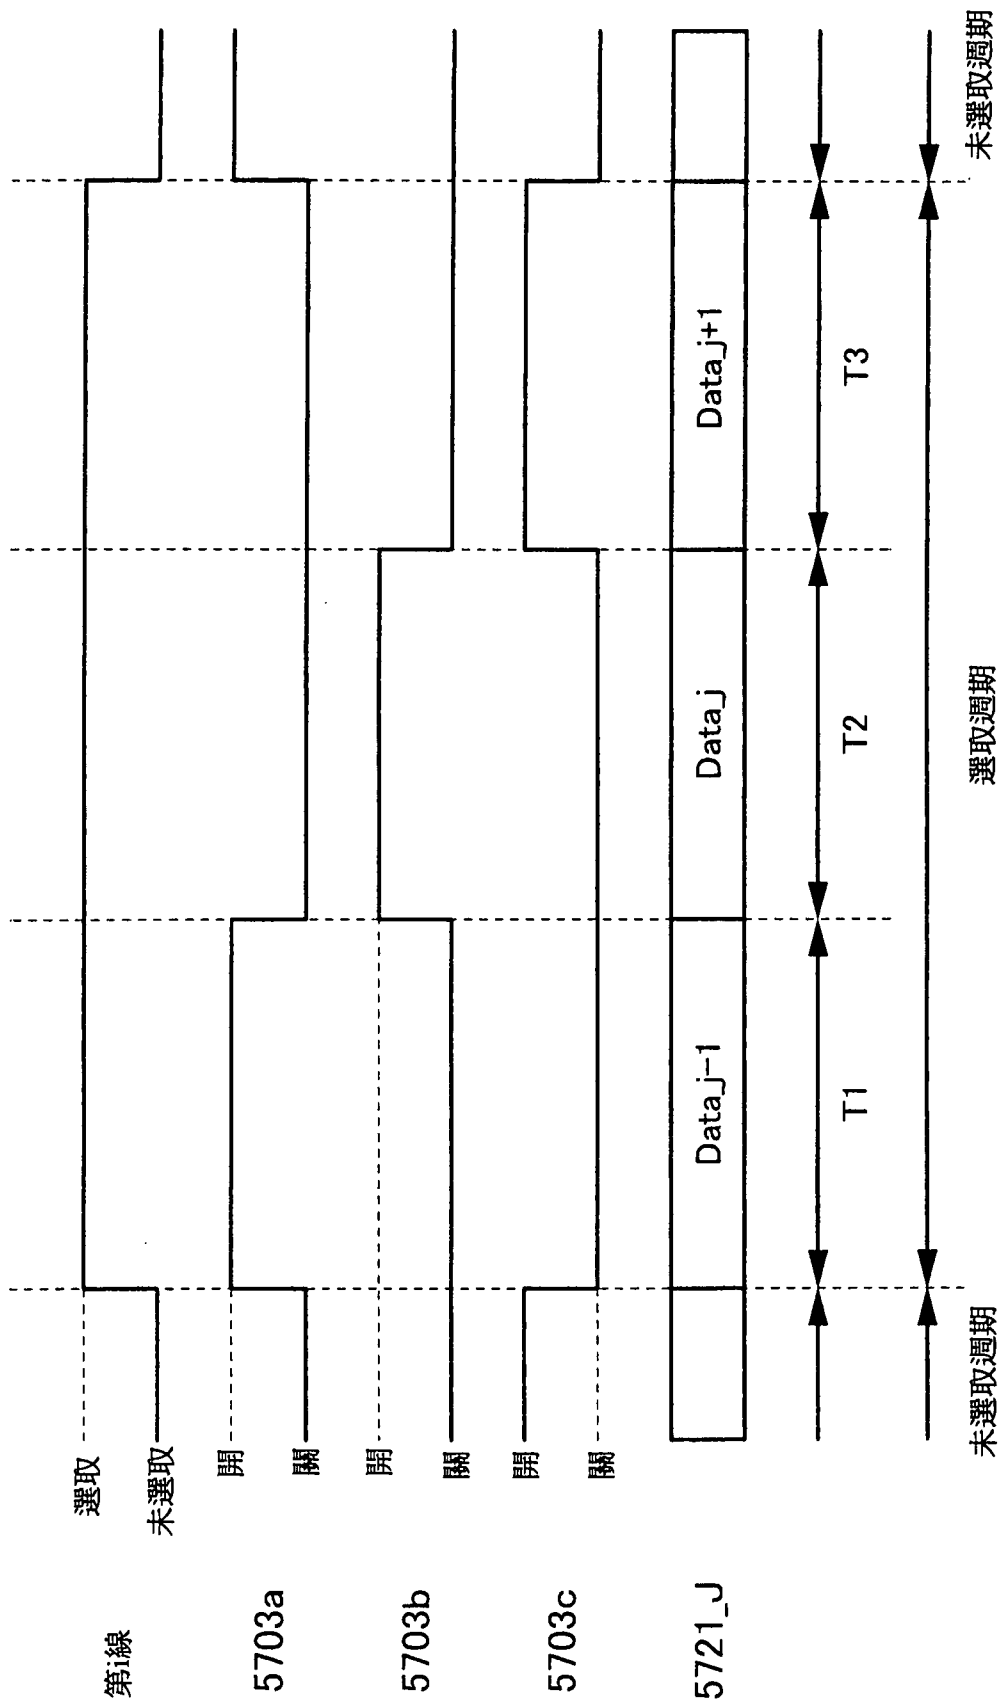 第i線
選取
未選取
5703a
開
關
5703b
開
關
5703c
開
關
5721_J
Data_j−1
Data_j
Data_j+1
T1
T2
T3
未選取週期
選取週期
未選取週期